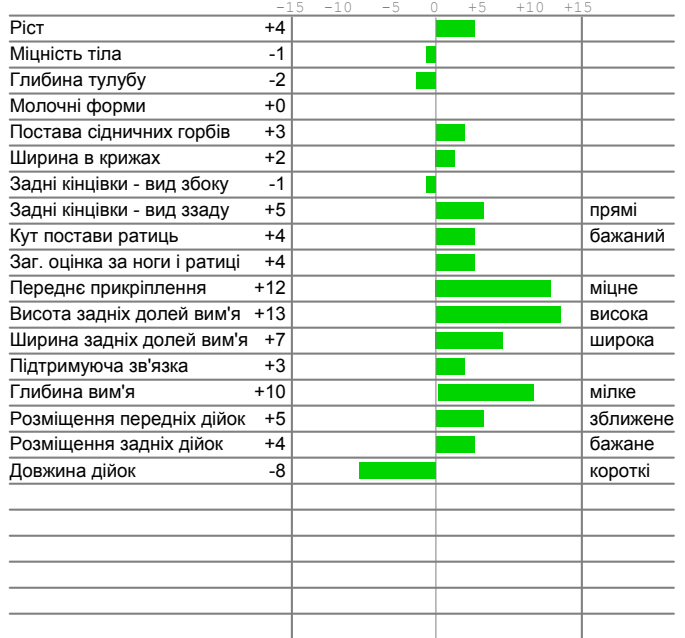 -15 -10 -5 0 +5 +10 +15
Ріст +4
Міцність тіла -1
Глибина тулубу -2
Молочні форми +0
Постава сідничних горбів +3
Ширина в крижах +2
Задні кінцівки - вид збоку -1
Задні кінцівки - вид ззаду +5 прямі
Кут постави ратиць +4 бажаний
Заг. оцінка за ноги і ратиці +4
Переднє прикріплення +12 міцне
Висота задніх долей вим'я +13 висока
Ширина задніх долей вим'я +7 широка
Підтримуюча зв'язка +3
Глибина вим'я +10 мілке
Розміщення передніх дійок +5 зближене
Розміщення задніх дійок +4 бажане
Довжина дійок -8 короткі